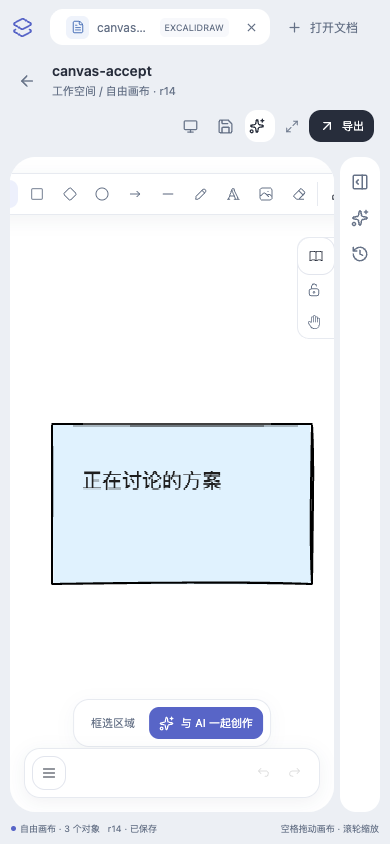 canvas...
EXCALIDRAW
打开文档
canvas-accept
工作空间 / 自由画布 · r14
导出
正在讨论的方案
框选区域
与 AI 一起创作
自由画布 · 3 个对象 r14 · 已保存
空格拖动画布 · 滚轮缩放